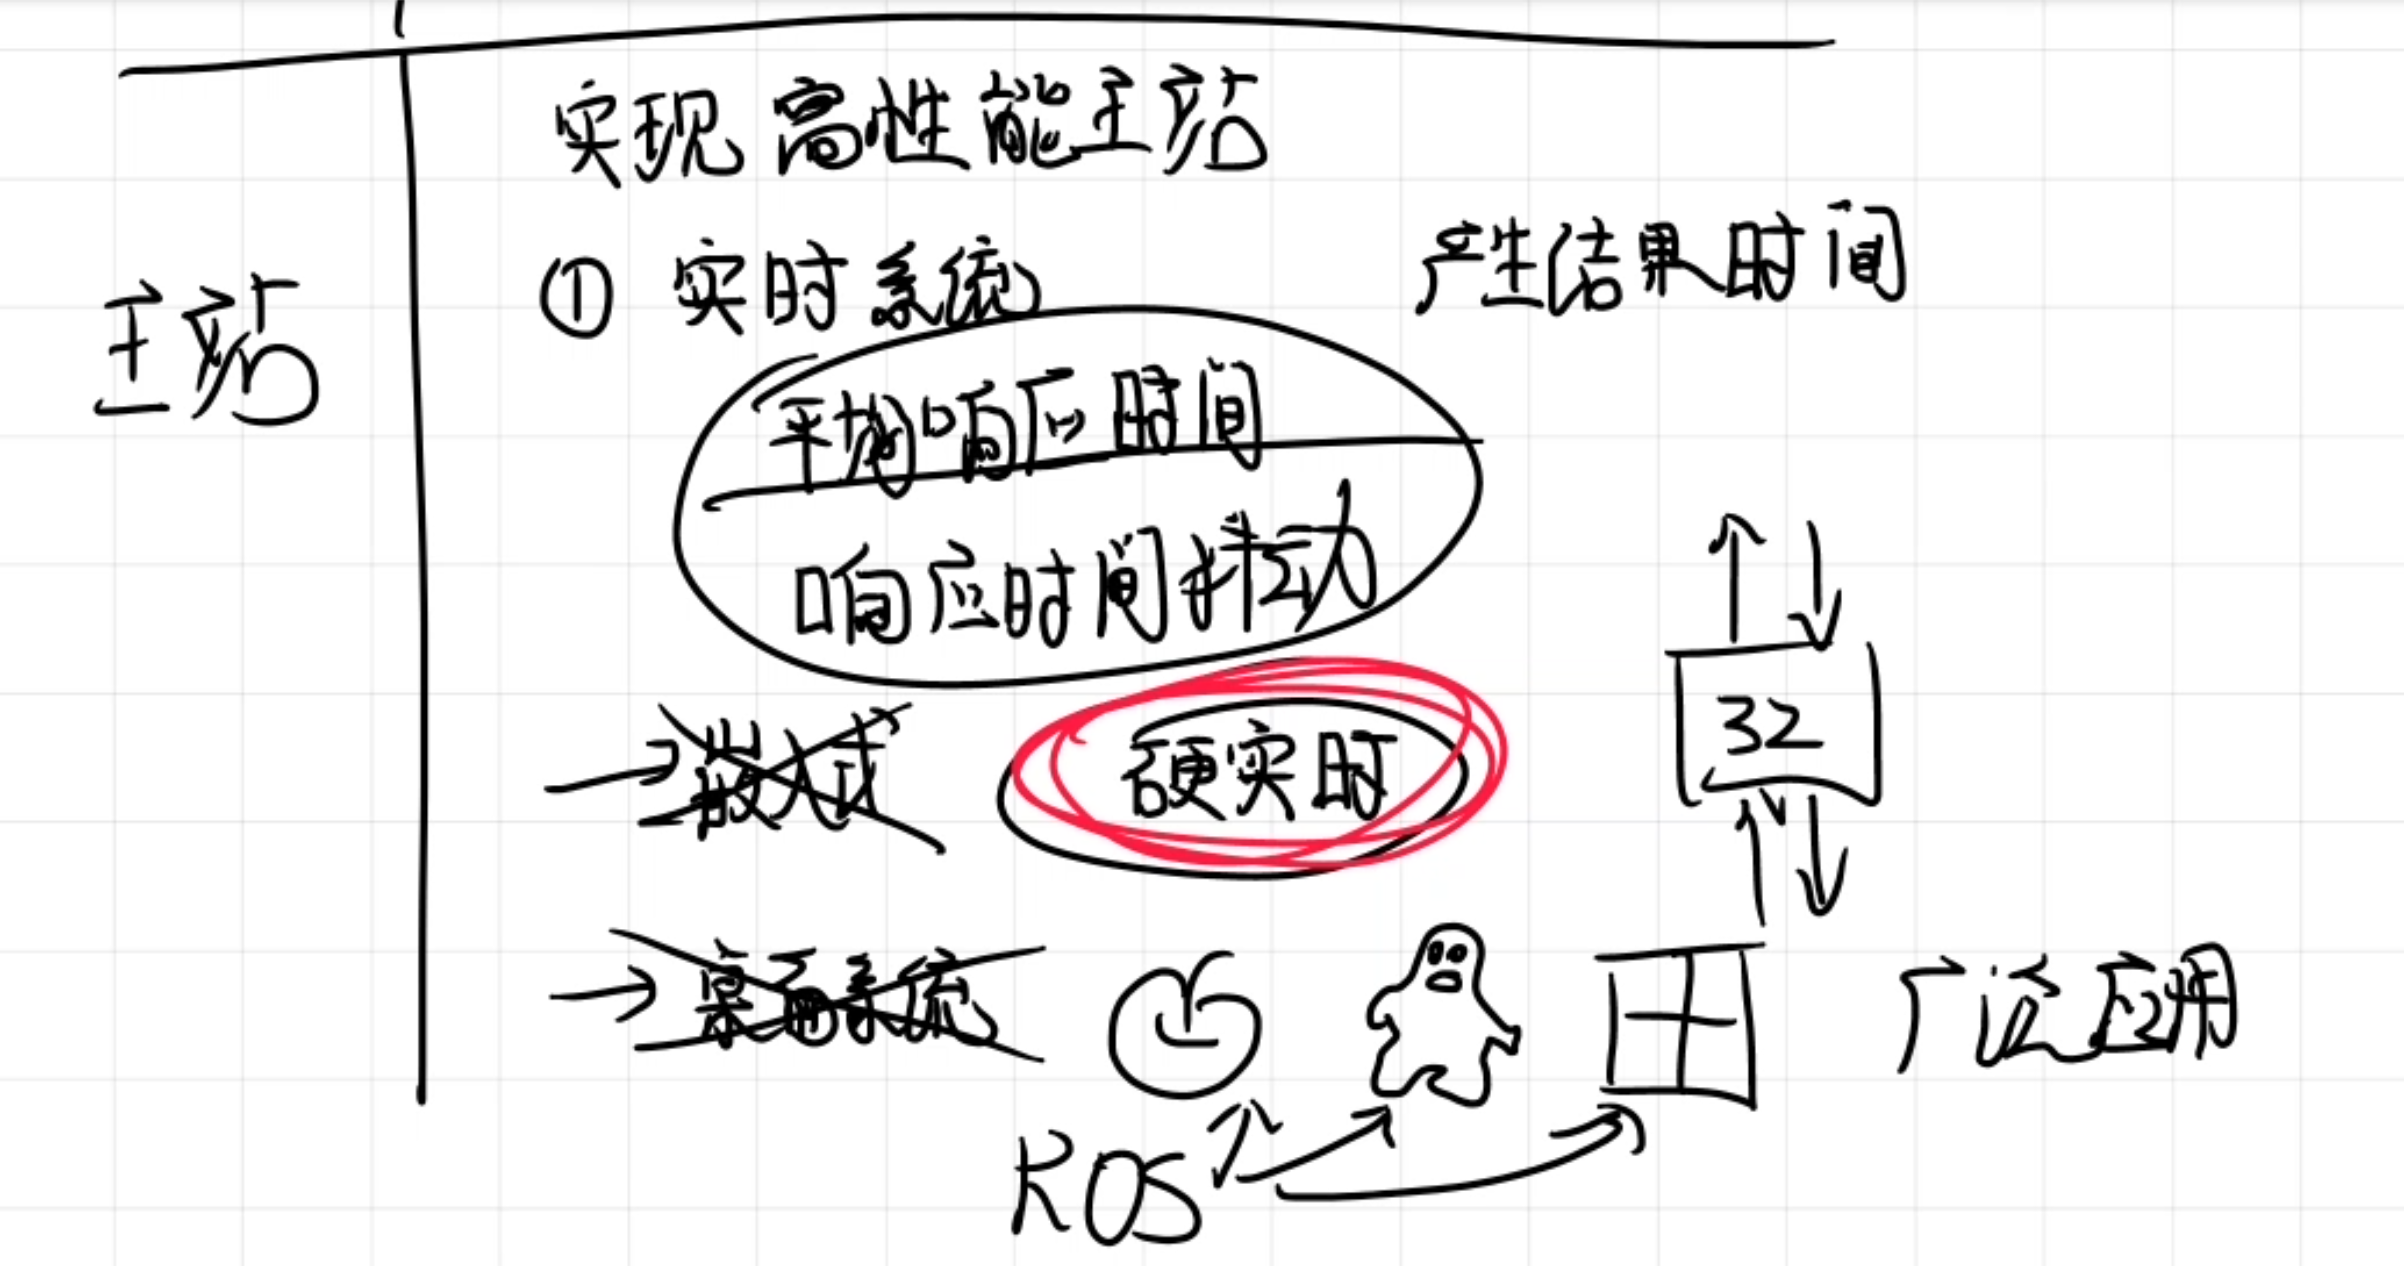 实现高性能主站
主站
① 实时系统
产生结果时间
平均响应时间
响应时间抖动
32
嵌入式
硬实时
桌面系统
广泛应用
ROS